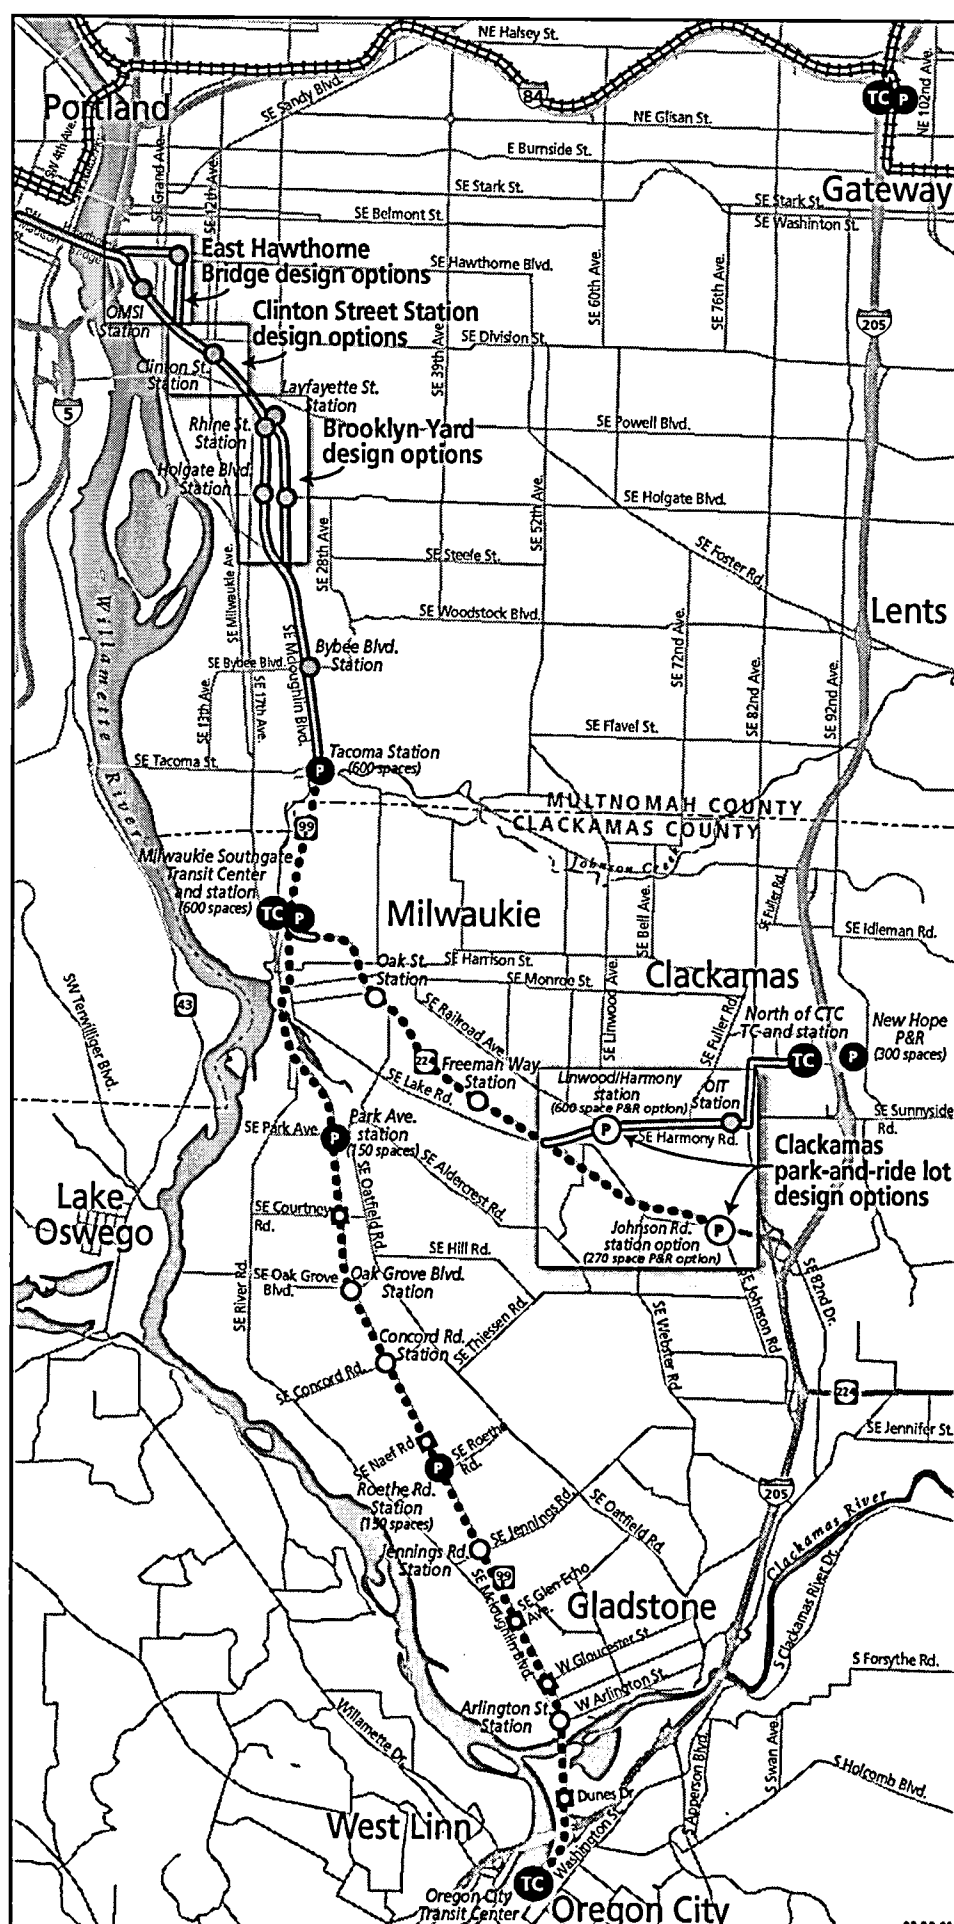 NE Halsey St.
84
Portland
SE Sandy Blvd.
SW 4th Ave.
SE Grand Ave.
SE 12th Ave.
NE Glisan St.
TC P
NE 102nd Ave.
E Burnside St.
SE Stark St.
Gateway
SE Stark St.
SE Belmont St.
SE Washinton St.
East Hawthorne
Bridge design options
SE Hawthorne Blvd.
SE 60th Ave.
SE 76th Ave.
OMSI
Station
Clinton Street Station
design options
SE Division St.
205
SE 39th Ave.
Clinton St.
Station
5
Layfayette St.
Station
Rhine St.
Station
Brooklyn Yard
design options
SE Powell Blvd.
Holgate Blvd.
Station
SE Holgate Blvd.
SE 52nd Ave.
SE 28th Ave
SE Steele St.
SE Foster Rd.
SE Milwaukie Ave.
Willamette River
SE Woodstock Blvd.
Lents
SE 72nd Ave.
SE 82nd Ave.
SE 92nd Ave.
SE Mcloughlin Blvd.
Bybee Blvd.
Station
SE Bybee Blvd.
SE 13th Ave.
SE 17th Ave.
SE Flavel St.
SE Tacoma St.
P
Tacoma Station
(600 spaces)
MULTNOMAH COUNTY
CLACKAMAS COUNTY
99
Johnson Creek
Milwaukie Southgate
Transit Center
and station
(600 spaces)
TC P
Milwaukie
SE Fuller Rd.
SE Bell Ave.
SE Idleman Rd.
SE Harrison St.
Oak St.
Station
SE Monroe St.
SE Linwood Ave.
Clackamas
SW Terwilliger Blvd.
43
SE Railroad Ave.
SE Fuller Rd.
North of CTC
TC and station
TC
P
New Hope
P&R
(300 spaces)
224
Freeman Way
Station
SE Lake Rd.
Linwood/Harmony
station
(600 space P&R option)
P
OIT
Station
SE Harmony Rd.
SE Sunnyside
Rd.
SE Park Ave.
P
Park Ave.
station
(150 spaces)
Clackamas
park-and-ride lot
design options
SE Aldercrest Rd.
SE Oatfield Rd.
Lake
Oswego
SE Courtney
Rd.
P
Johnson Rd.
station option
(270 space P&R option)
SE Hill Rd.
SE Oak Grove
Blvd.
Oak Grove Blvd.
Station
SE River Rd.
SE 82nd Dr.
SE Johnson Rd.
SE Webster Rd.
SE Thiessen Rd.
Concord Rd.
Station
SE Concord Rd.
224
SE Jennifer St.
SE Naef Rd.
SE Roethe
Rd.
P
Roethe Rd.
Station
(150 spaces)
205
Clackamas River
SE Jennings Rd.
SE Oatfield Rd.
Jennings Rd.
Station
99
SE Mcloughlin Blvd.
SE Glen Echo
Ave.
Gladstone
S Clackamas River Dr.
W Gloucester St.
S Forsythe Rd.
W Arlington St.
Arlington St.
Station
Willamette Dr.
S Apperson Blvd.
S Swan Ave.
S Holcomb Blvd.
Dunes Dr
West Linn
Washington St.
TC
Oregon City
Transit Center
Oregon City